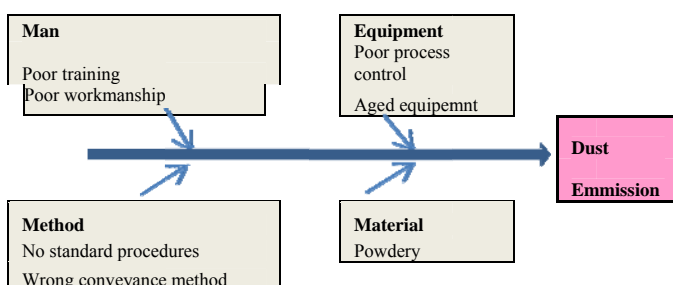 Man
Poor training
Poor workmanship
Equipment
Poor process
control
Aged equipemnt
Dust
Emmission
Method
No standard procedures
Wrong conveyance method
Material
Powdery